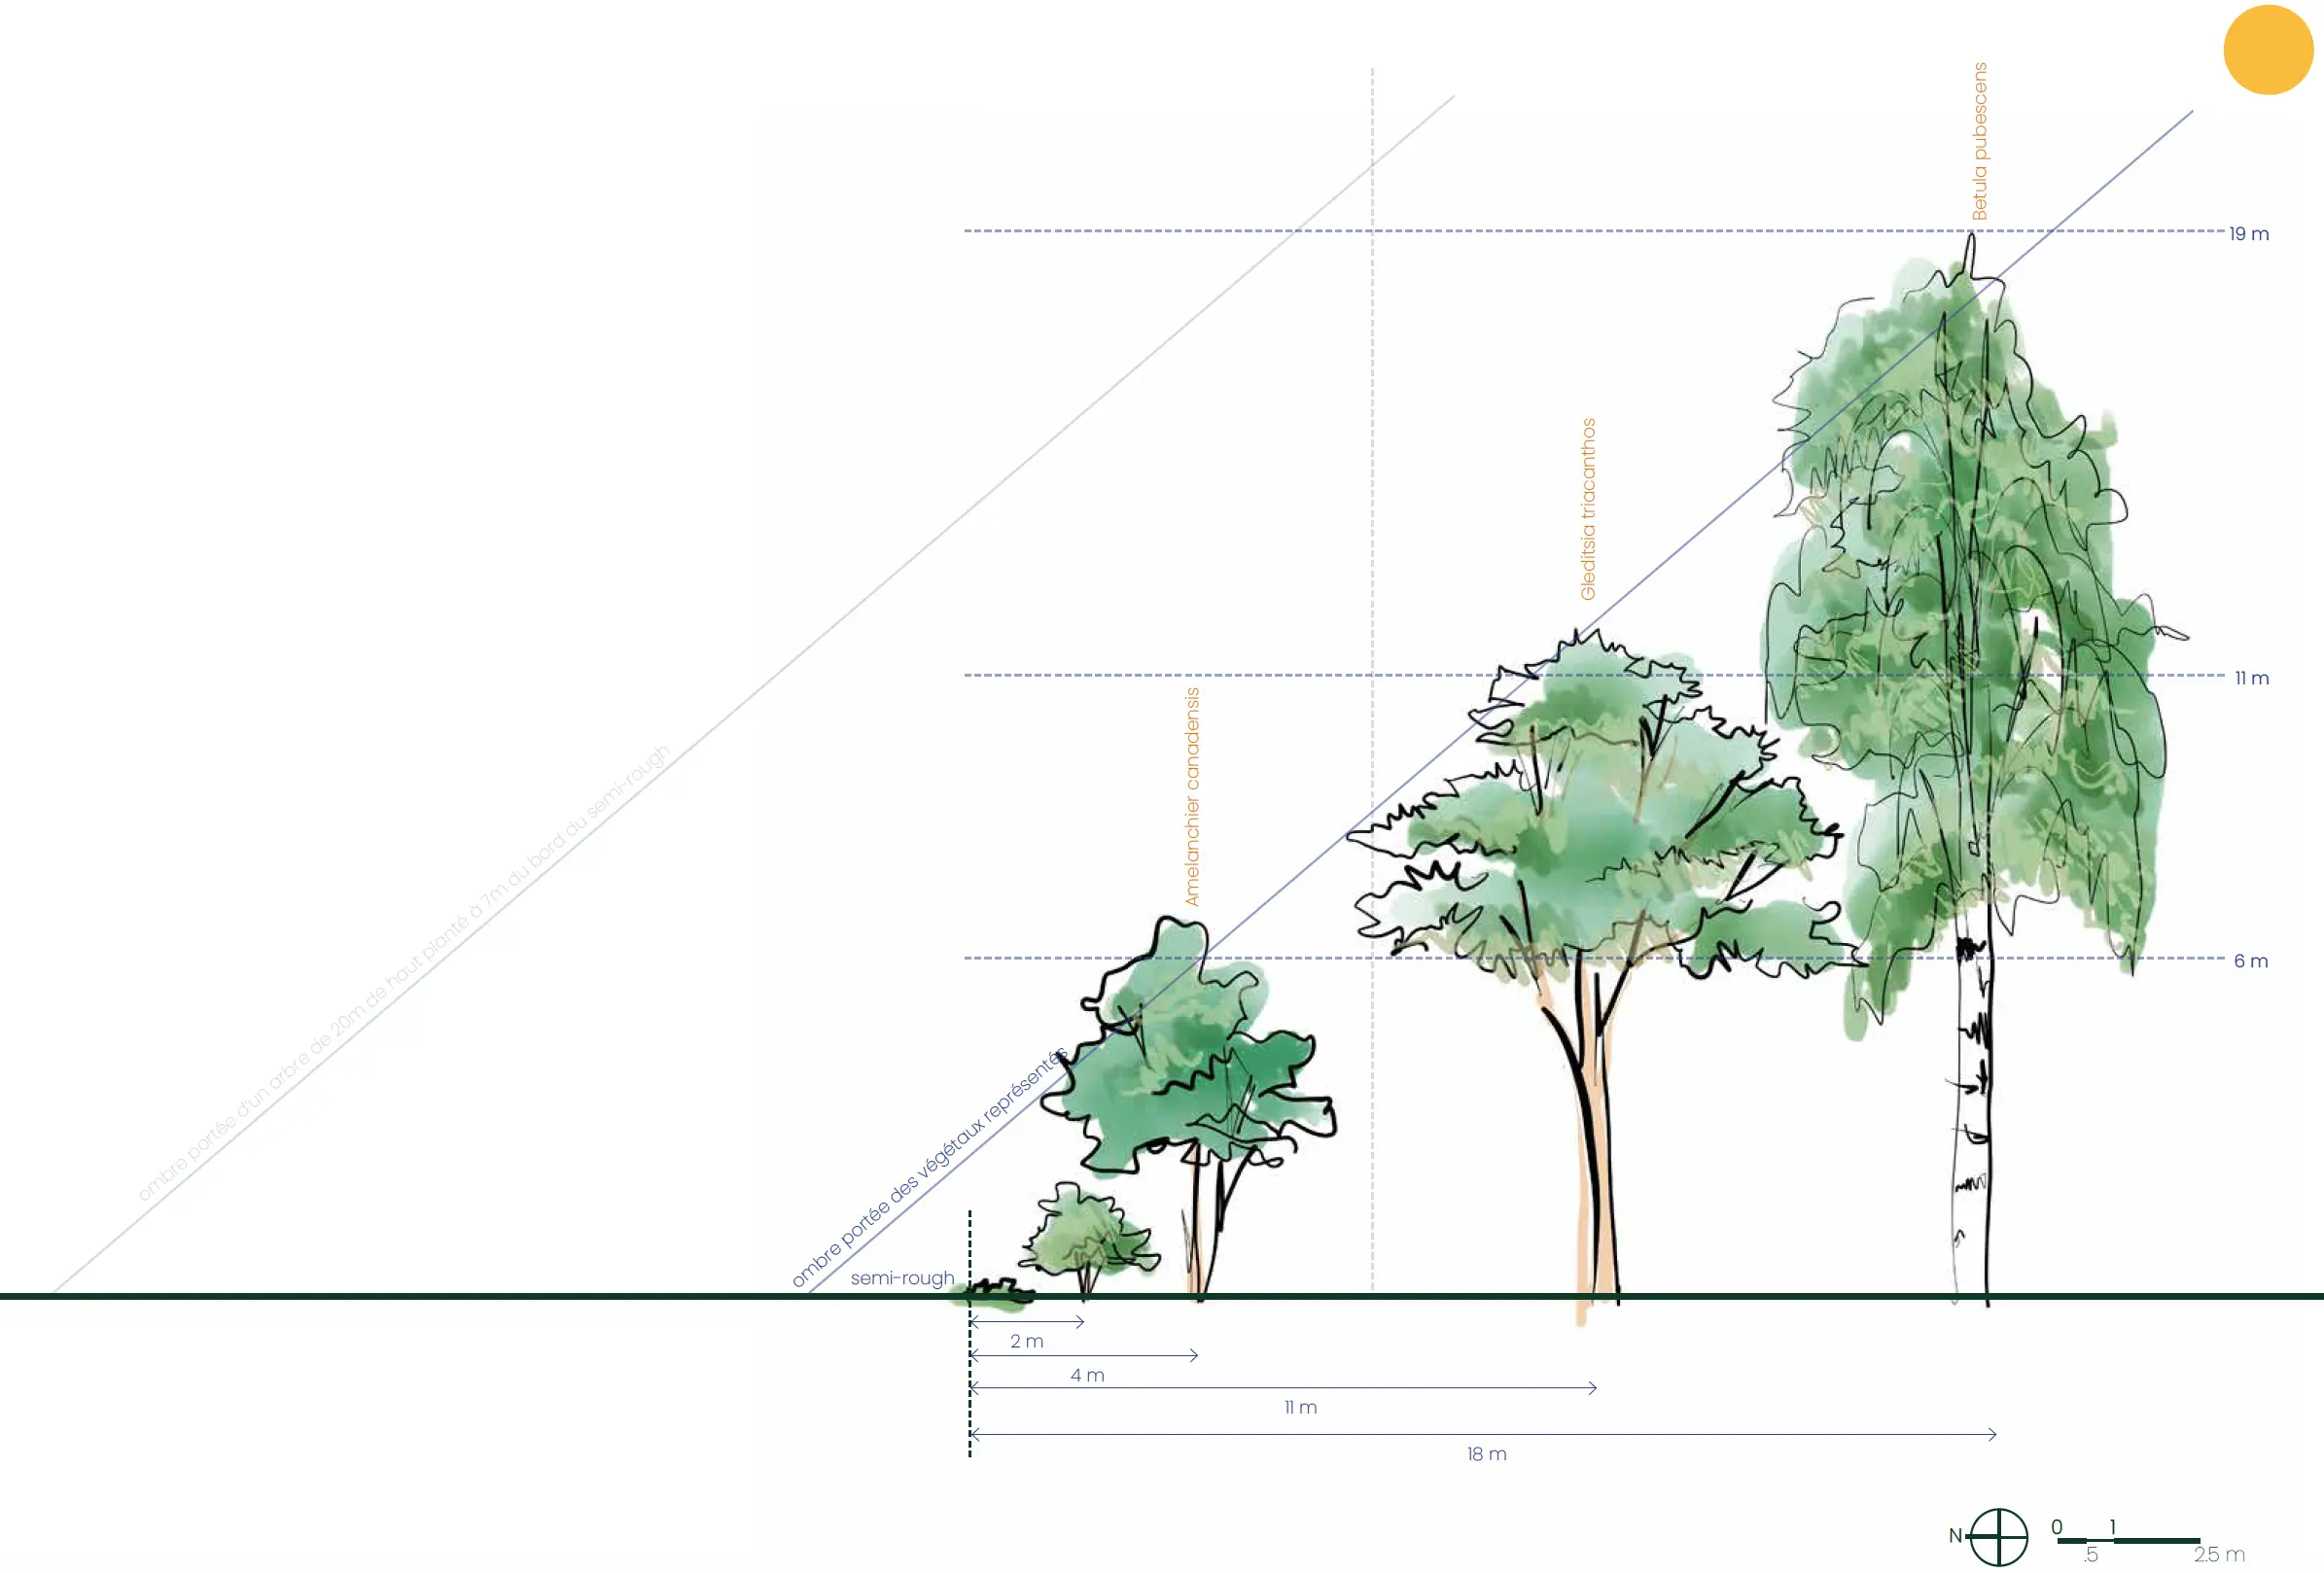 Betula pubescens
19 m
Gleditsia triacanthos
11 m
Amelanchier canadensis
6 m
ombre portée d'un arbre de 20m de haut planté à 7m du bord du semi-rough
ombre portée des végétaux représentés
semi-rough
2 m
4 m
11 m
18 m
N
0 1
.5 2.5 m